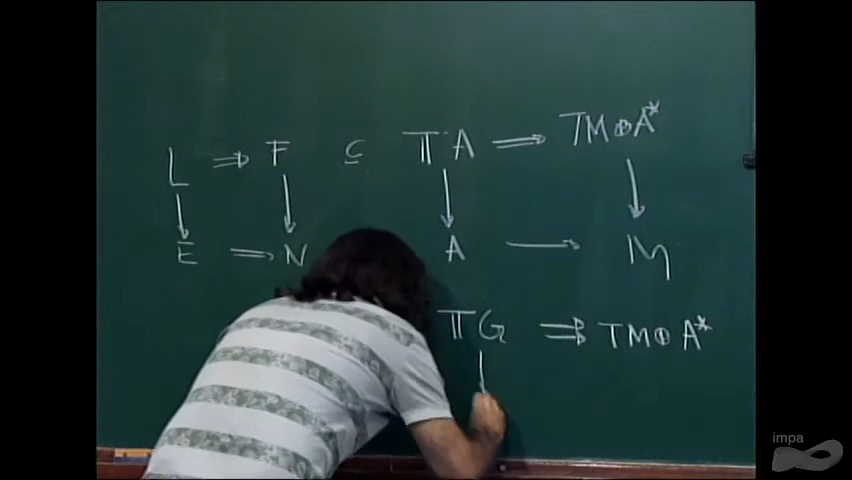 L ⇒ F ⊆ 𝕋A ⇒ TM⊕A*
↓ ↓ ↓ ↓
E ⇒ N A → M
𝕋G ⇒ TM⊕A*
impa